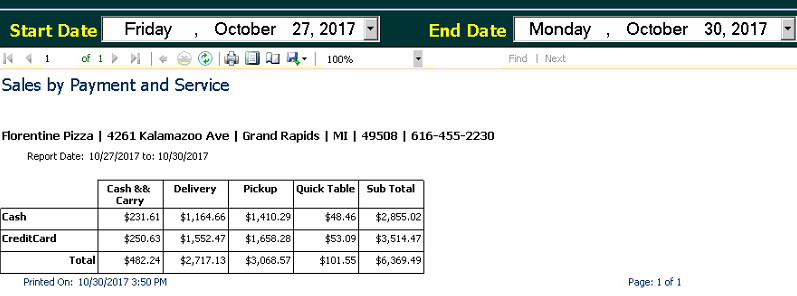 Start Date Friday , October 27, 2017 End Date Monday , October 30, 2017
1 of 1 100% Find | Next
Sales by Payment and Service
Florentine Pizza | 4261 Kalamazoo Ave | Grand Rapids | MI | 49508 | 616-455-2230
Report Date: 10/27/2017 to: 10/30/2017
Cash && Carry Delivery Pickup Quick Table Sub Total
Cash $231.61 $1,164.66 $1,410.29 $48.46 $2,855.02
CreditCard $250.63 $1,552.47 $1,658.28 $53.09 $3,514.47
Total $482.24 $2,717.13 $3,068.57 $101.55 $6,369.49
Printed On: 10/30/2017 3:50 PM Page: 1 of 1